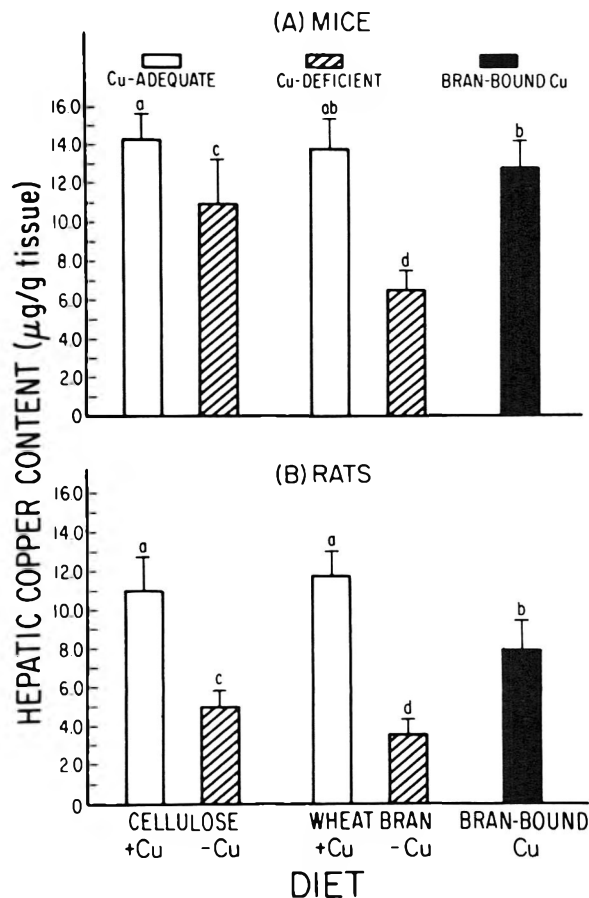 (A) MICE
Cu-ADEQUATE Cu-DEFICIENT BRAN-BOUND Cu
16.0
14.0
12.0
10.0
8.0
6.0
4.0
2.0
0
a c ab d b
HEPATIC COPPER CONTENT (µg/g tissue)
(B) RATS
16.0
14.0
12.0
10.0
8.0
6.0
4.0
2.0
0
a c a d b
CELLULOSE WHEAT BRAN BRAN-BOUND
+Cu -Cu +Cu -Cu Cu
DIET